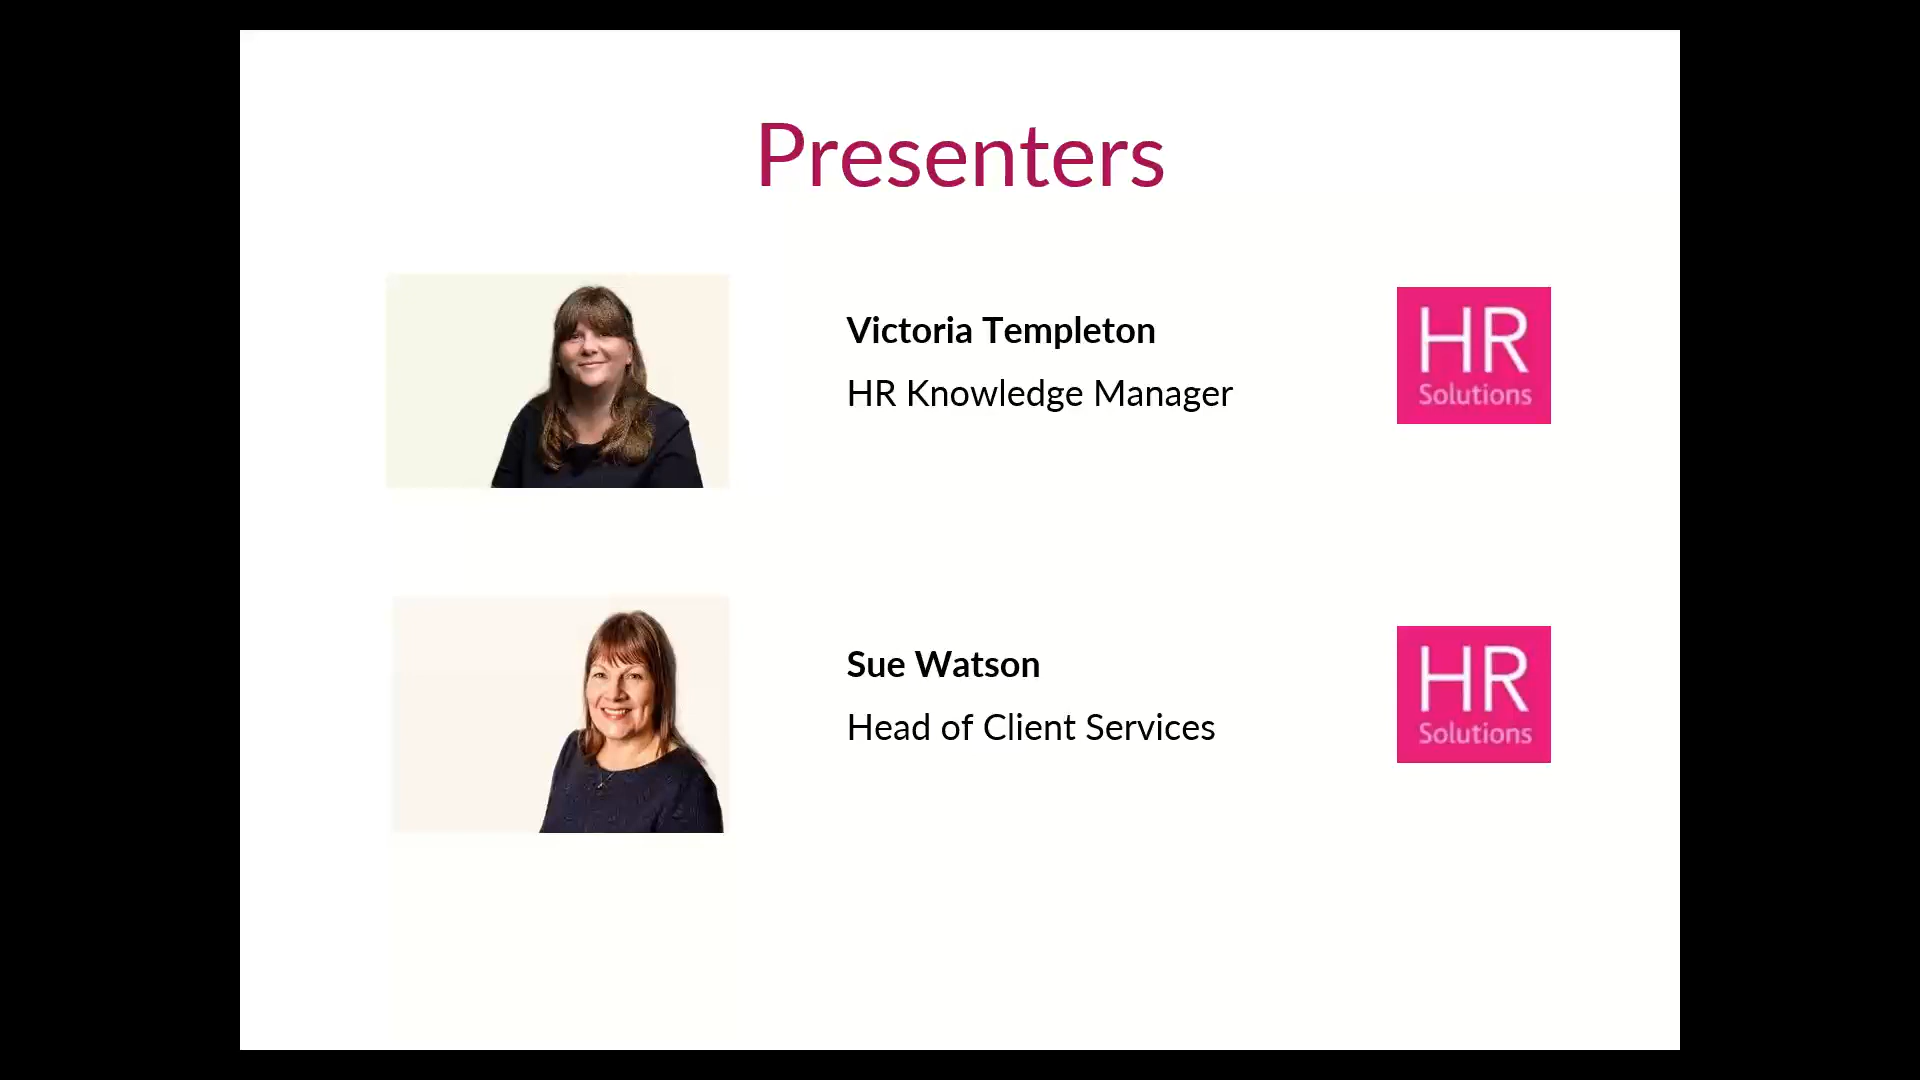 Presenters
Victoria Templeton
HR Knowledge Manager
HR
Solutions
Sue Watson
Head of Client Services
HR
Solutions